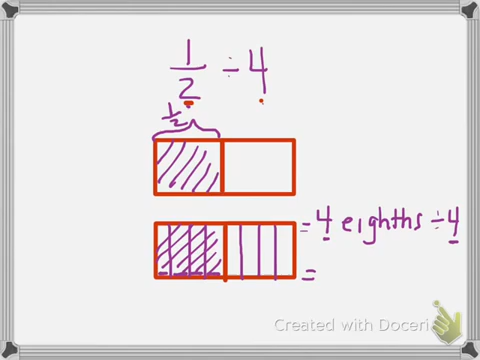 1/2 ÷ 4
1/2
= 4 eighths ÷ 4
=
Created with Doceri